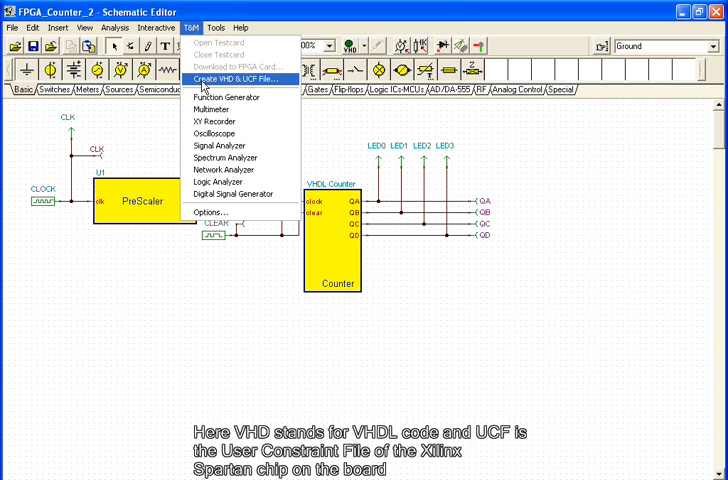 FPGA_Counter_2 - Schematic Editor
File Edit Insert View Analysis Interactive T&M Tools Help
Open Testcard
Close Testcard
Download to FPGA Card...
Create VHD & UCF File...
Function Generator
Multimeter
XY Recorder
Oscilloscope
Signal Analyzer
Spectrum Analyzer
Network Analyzer
Logic Analyzer
Digital Signal Generator
Options...
100%
Ground
Basic Switches Meters Sources Semiconduc Gates Flip-flops Logic ICs-MCUs AD/DA-555 RF Analog Control Special
CLK
CLK
CLOCK
U1
clk
PreScaler
CLEAR
VHDL Counter
clock
clear
QA
QB
QC
QD
Counter
LED0 LED1 LED2 LED3
QA
QB
QC
QD
Here VHD stands for VHDL code and UCF is
the User Constraint File of the Xilinx
Spartan chip on the board